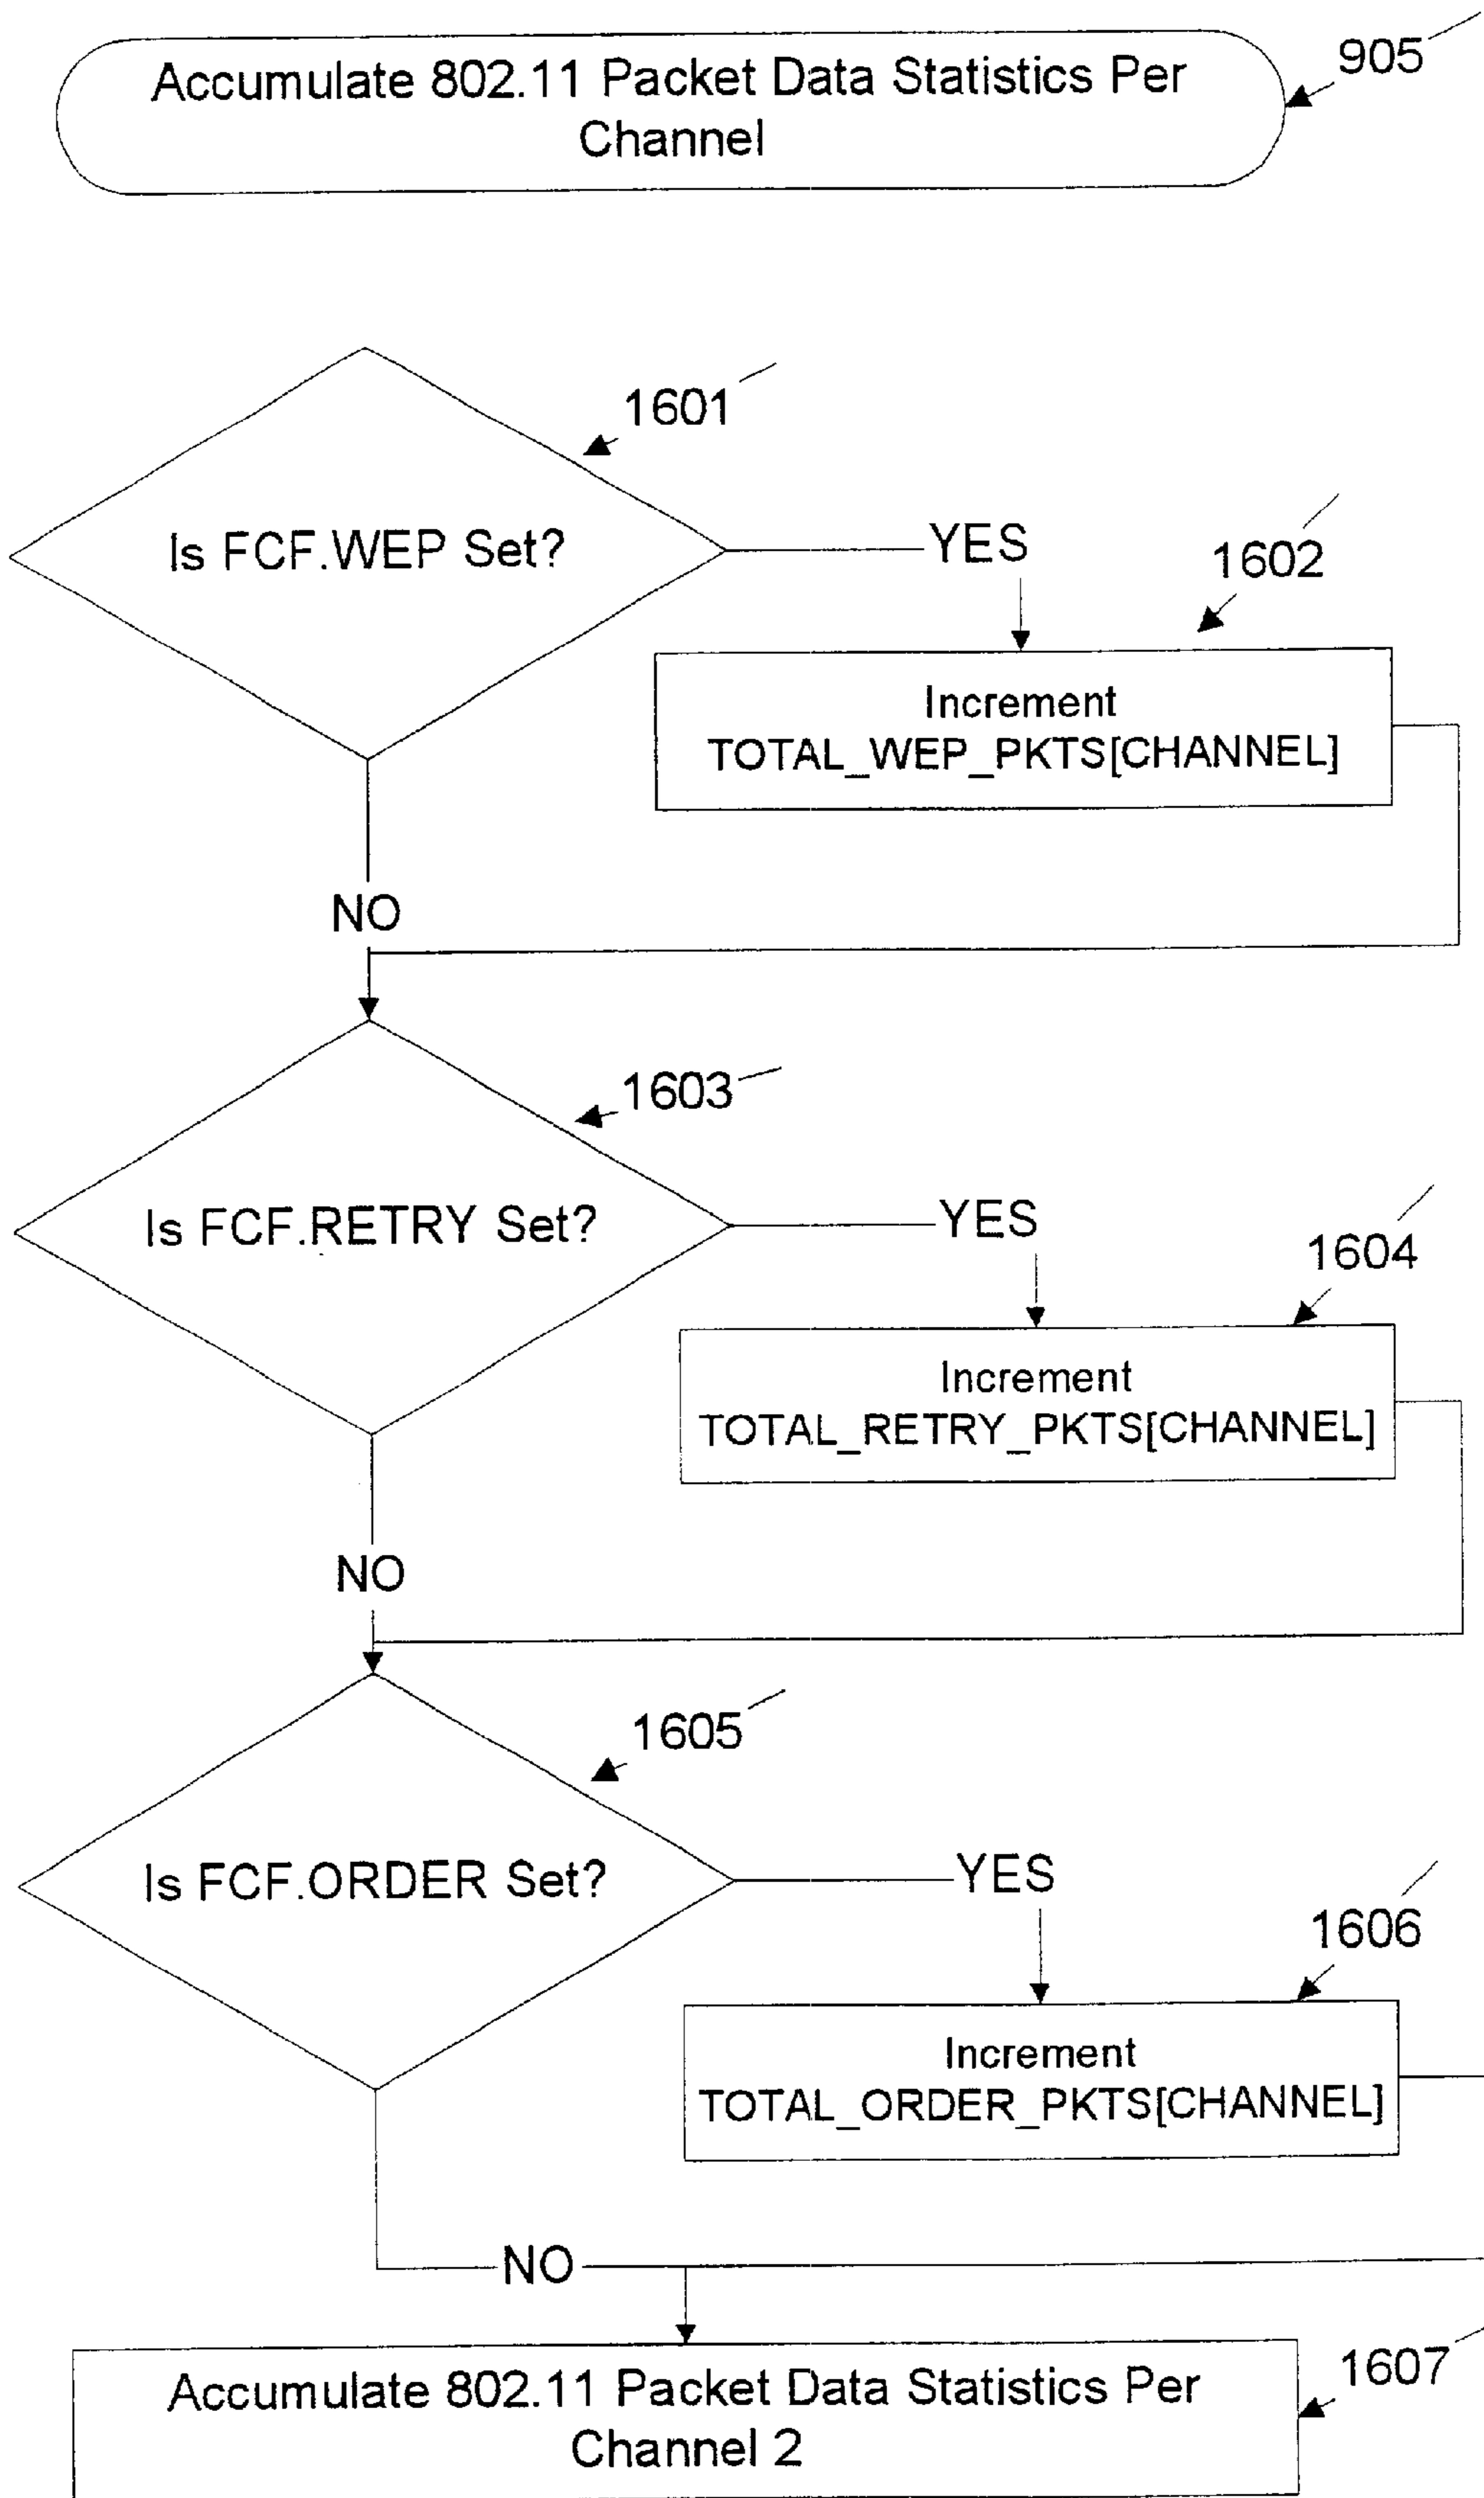 Accumulate 802.11 Packet Data Statistics Per
Channel
905
1601
Is FCF.WEP Set?
YES
1602
Increment
TOTAL_WEP_PKTS[CHANNEL]
NO
1603
Is FCF.RETRY Set?
YES
1604
Increment
TOTAL_RETRY_PKTS[CHANNEL]
NO
1605
Is FCF.ORDER Set?
YES
1606
Increment
TOTAL_ORDER_PKTS[CHANNEL]
NO
Accumulate 802.11 Packet Data Statistics Per
Channel 2
1607